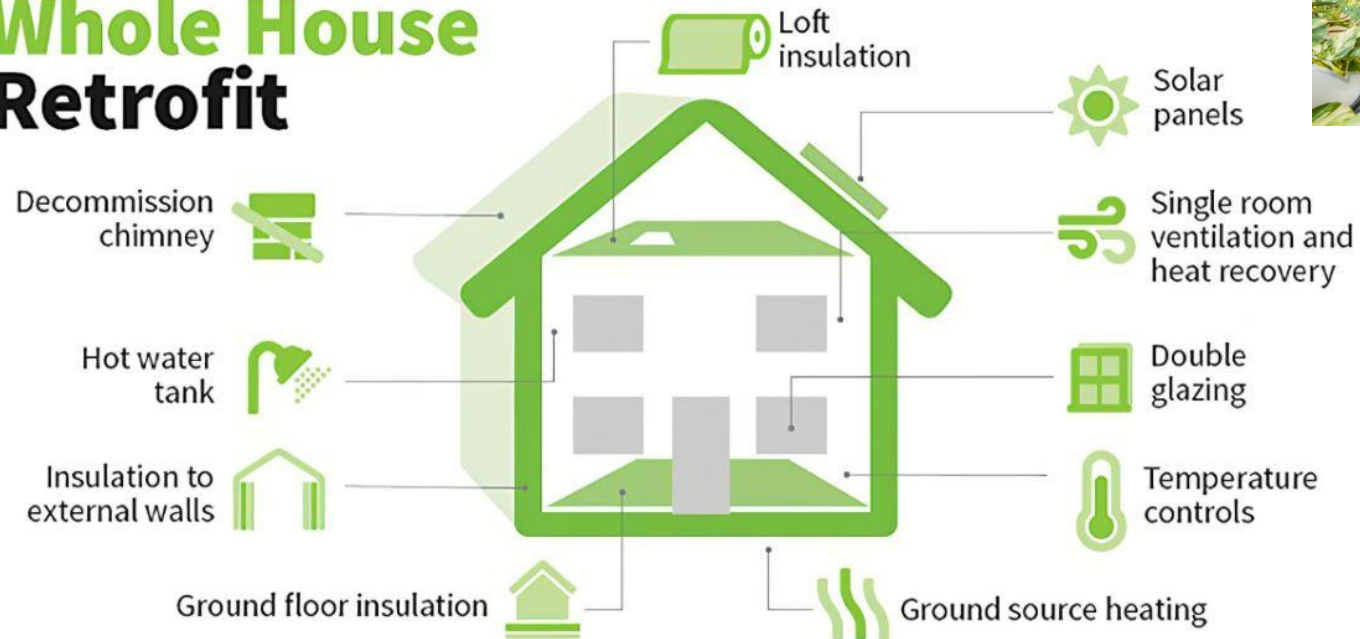 Whole House
Retrofit
Loft
insulation
Solar
panels
Decommission
chimney
Single room
ventilation and
heat recovery
Hot water
tank
Double
glazing
Insulation to
external walls
Temperature
controls
Ground floor insulation
Ground source heating